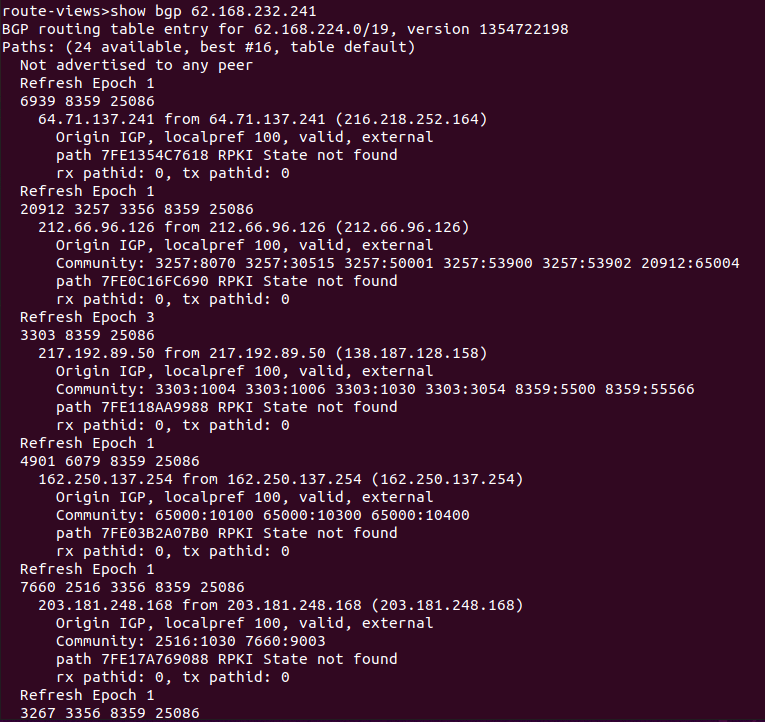 route-views>show bgp 62.168.232.241
BGP routing table entry for 62.168.224.0/19, version 1354722198
Paths: (24 available, best #16, table default)
  Not advertised to any peer
  Refresh Epoch 1
  6939 8359 25086
    64.71.137.241 from 64.71.137.241 (216.218.252.164)
      Origin IGP, localpref 100, valid, external
      path 7FE1354C7618 RPKI State not found
      rx pathid: 0, tx pathid: 0
  Refresh Epoch 1
  20912 3257 3356 8359 25086
    212.66.96.126 from 212.66.96.126 (212.66.96.126)
      Origin IGP, localpref 100, valid, external
      Community: 3257:8070 3257:30515 3257:50001 3257:53900 3257:53902 20912:65004
      path 7FE0C16FC690 RPKI State not found
      rx pathid: 0, tx pathid: 0
  Refresh Epoch 3
  3303 8359 25086
    217.192.89.50 from 217.192.89.50 (138.187.128.158)
      Origin IGP, localpref 100, valid, external
      Community: 3303:1004 3303:1006 3303:1030 3303:3054 8359:5500 8359:55566
      path 7FE118AA9988 RPKI State not found
      rx pathid: 0, tx pathid: 0
  Refresh Epoch 1
  4901 6079 8359 25086
    162.250.137.254 from 162.250.137.254 (162.250.137.254)
      Origin IGP, localpref 100, valid, external
      Community: 65000:10100 65000:10300 65000:10400
      path 7FE03B2A07B0 RPKI State not found
      rx pathid: 0, tx pathid: 0
  Refresh Epoch 1
  7660 2516 3356 8359 25086
    203.181.248.168 from 203.181.248.168 (203.181.248.168)
      Origin IGP, localpref 100, valid, external
      Community: 2516:1030 7660:9003
      path 7FE17A769088 RPKI State not found
      rx pathid: 0, tx pathid: 0
  Refresh Epoch 1
  3267 3356 8359 25086